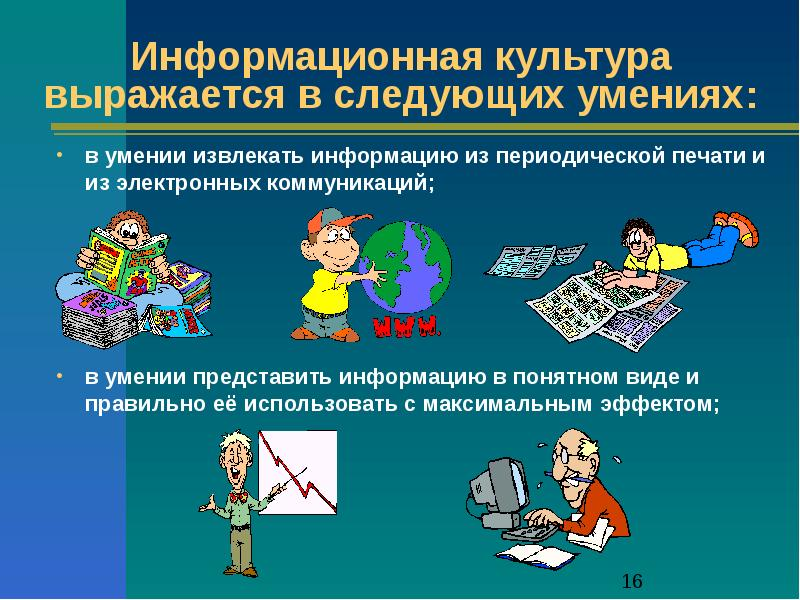 Информационная культура
выражается в следующих умениях:
• в умении извлекать информацию из периодической печати и
из электронных коммуникаций;
www.
• в умении представить информацию в понятном виде и
правильно её использовать с максимальным эффектом;
16